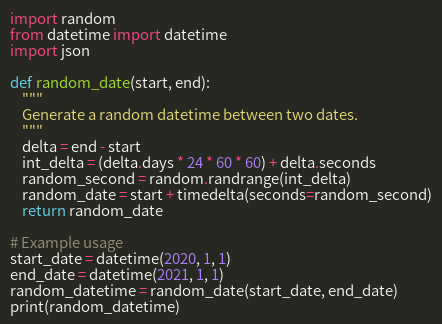 import random
from datetime import datetime
import json

def random_date(start, end):
    """
    Generate a random datetime between two dates.
    """
    delta = end - start
    int_delta = (delta.days * 24 * 60 * 60) + delta.seconds
    random_second = random.randrange(int_delta)
    random_date = start + timedelta(seconds=random_second)
    return random_date

# Example usage
start_date = datetime(2020, 1, 1)
end_date = datetime(2021, 1, 1)
random_datetime = random_date(start_date, end_date)
print(random_datetime)